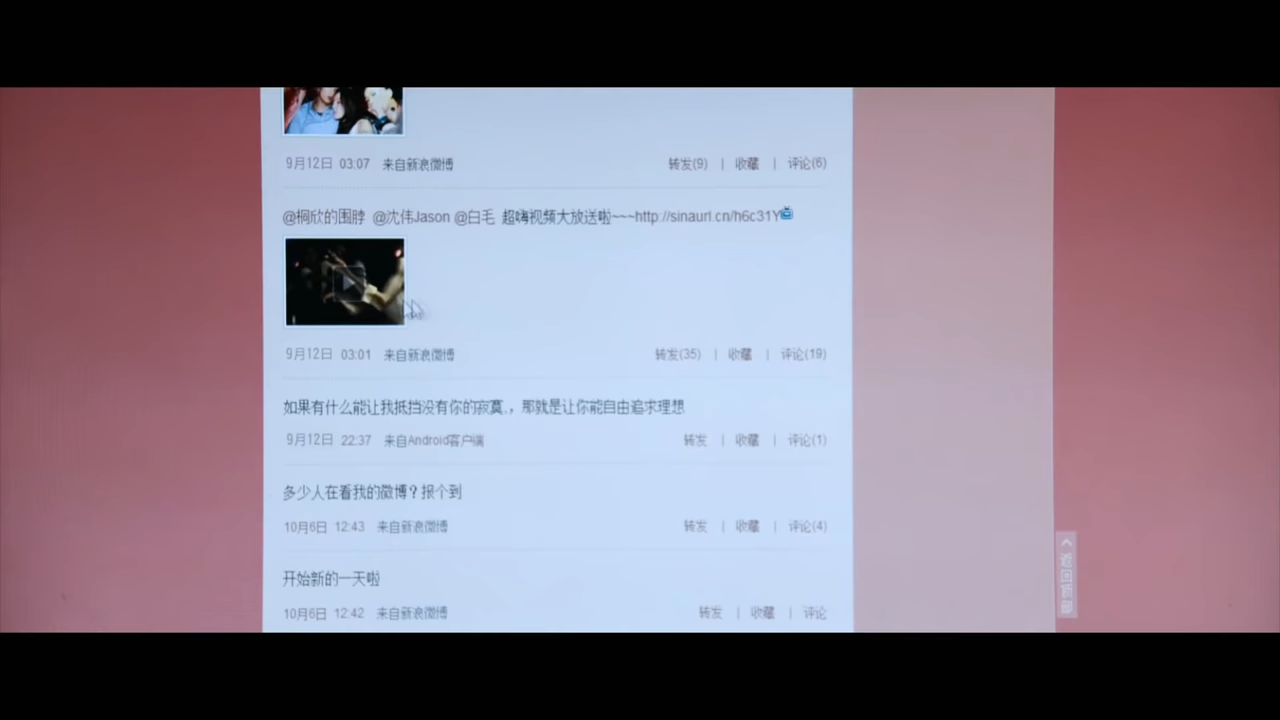 9月12日 03:07 来自新浪微博 转发(9) | 收藏 | 评论(6)
@桐欣的围脖 @沈伟Jason @白毛 超嗨视频大放送啦~~~http://sinaurl.cn/h6c31Y
9月12日 03:01 来自新浪微博 转发(35) | 收藏 | 评论(19)
如果有什么能让我抵挡没有你的寂寞,，那就是让你能自由追求理想
9月12日 22:37 来自Android客户端 转发 | 收藏 | 评论(1)
多少人在看我的微博？报个到
10月6日 12:43 来自新浪微博 转发 | 收藏 | 评论(4)
开始新的一天啦
10月6日 12:42 来自新浪微博 转发 | 收藏 | 评论
返回顶部